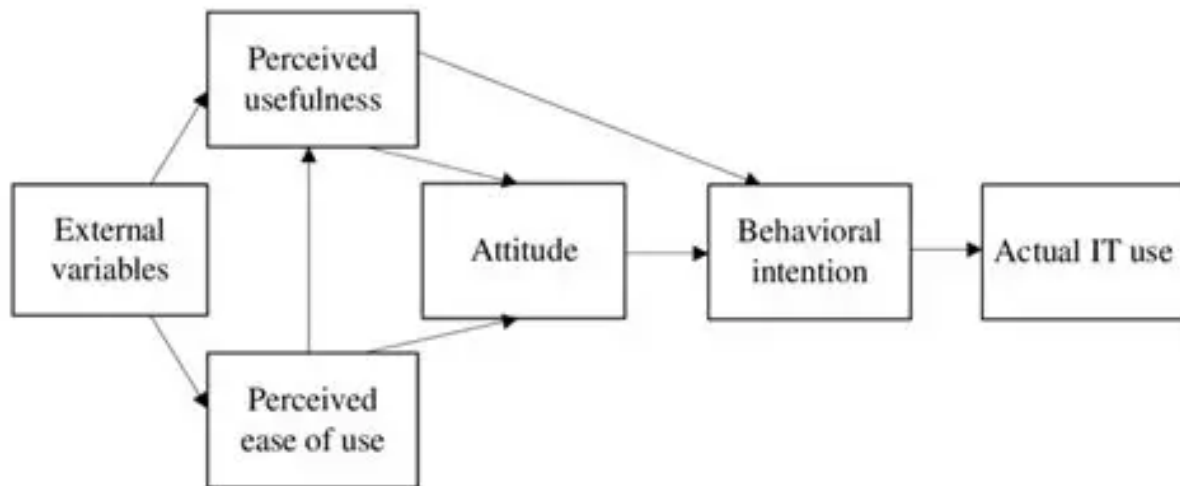 Perceived
usefulness
External
variables
Attitude
Behavioral
intention
Actual IT use
Perceived
ease of use